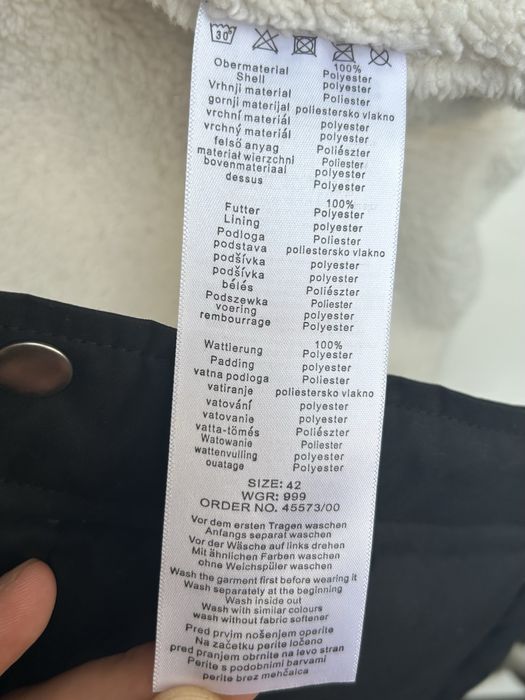 30°
100%
Obermaterial Polyester
Shell polyester
Vrhnji material Poliester
gornji materijal poliestersko vlakno
vrchní materiál polyester
vrchný materiál polyester
felső anyag Poliészter
materiał wierzchni Poliester
bovenmateriaal polyester
dessus Polyester
100%
Futter Polyester
Lining polyester
Podloga Poliester
podstava poliestersko vlakno
podšívka polyester
podšívka polyester
bélés Poliészter
Podszewka Poliester
voering polyester
rembourrage Polyester
100%
Wattierung Polyester
Padding polyester
vatna podloga Poliester
vatiranje poliestersko vlakno
vatování polyester
vatovanie polyester
vatta-tömés Poliészter
Watowanie Poliester
wattenvulling polyester
ouatage Polyester
SIZE: 42
WGR: 999
ORDER NO. 45573/00
Vor dem ersten Tragen waschen
Anfangs separat waschen
Vor der Wäsche auf links drehen
Mit ähnlichen Farben waschen
ohne Weichspüler waschen
Wash the garment first before wearing it
Wash separately at the beginning
Wash inside out
Wash with similar colours
wash without fabric softener
Pred prvim nošenjem operite
Na začetku perite ločeno
pred pranjem obrnite na levo stran
Perite s podobnimi barvami
perite brez mehčalca